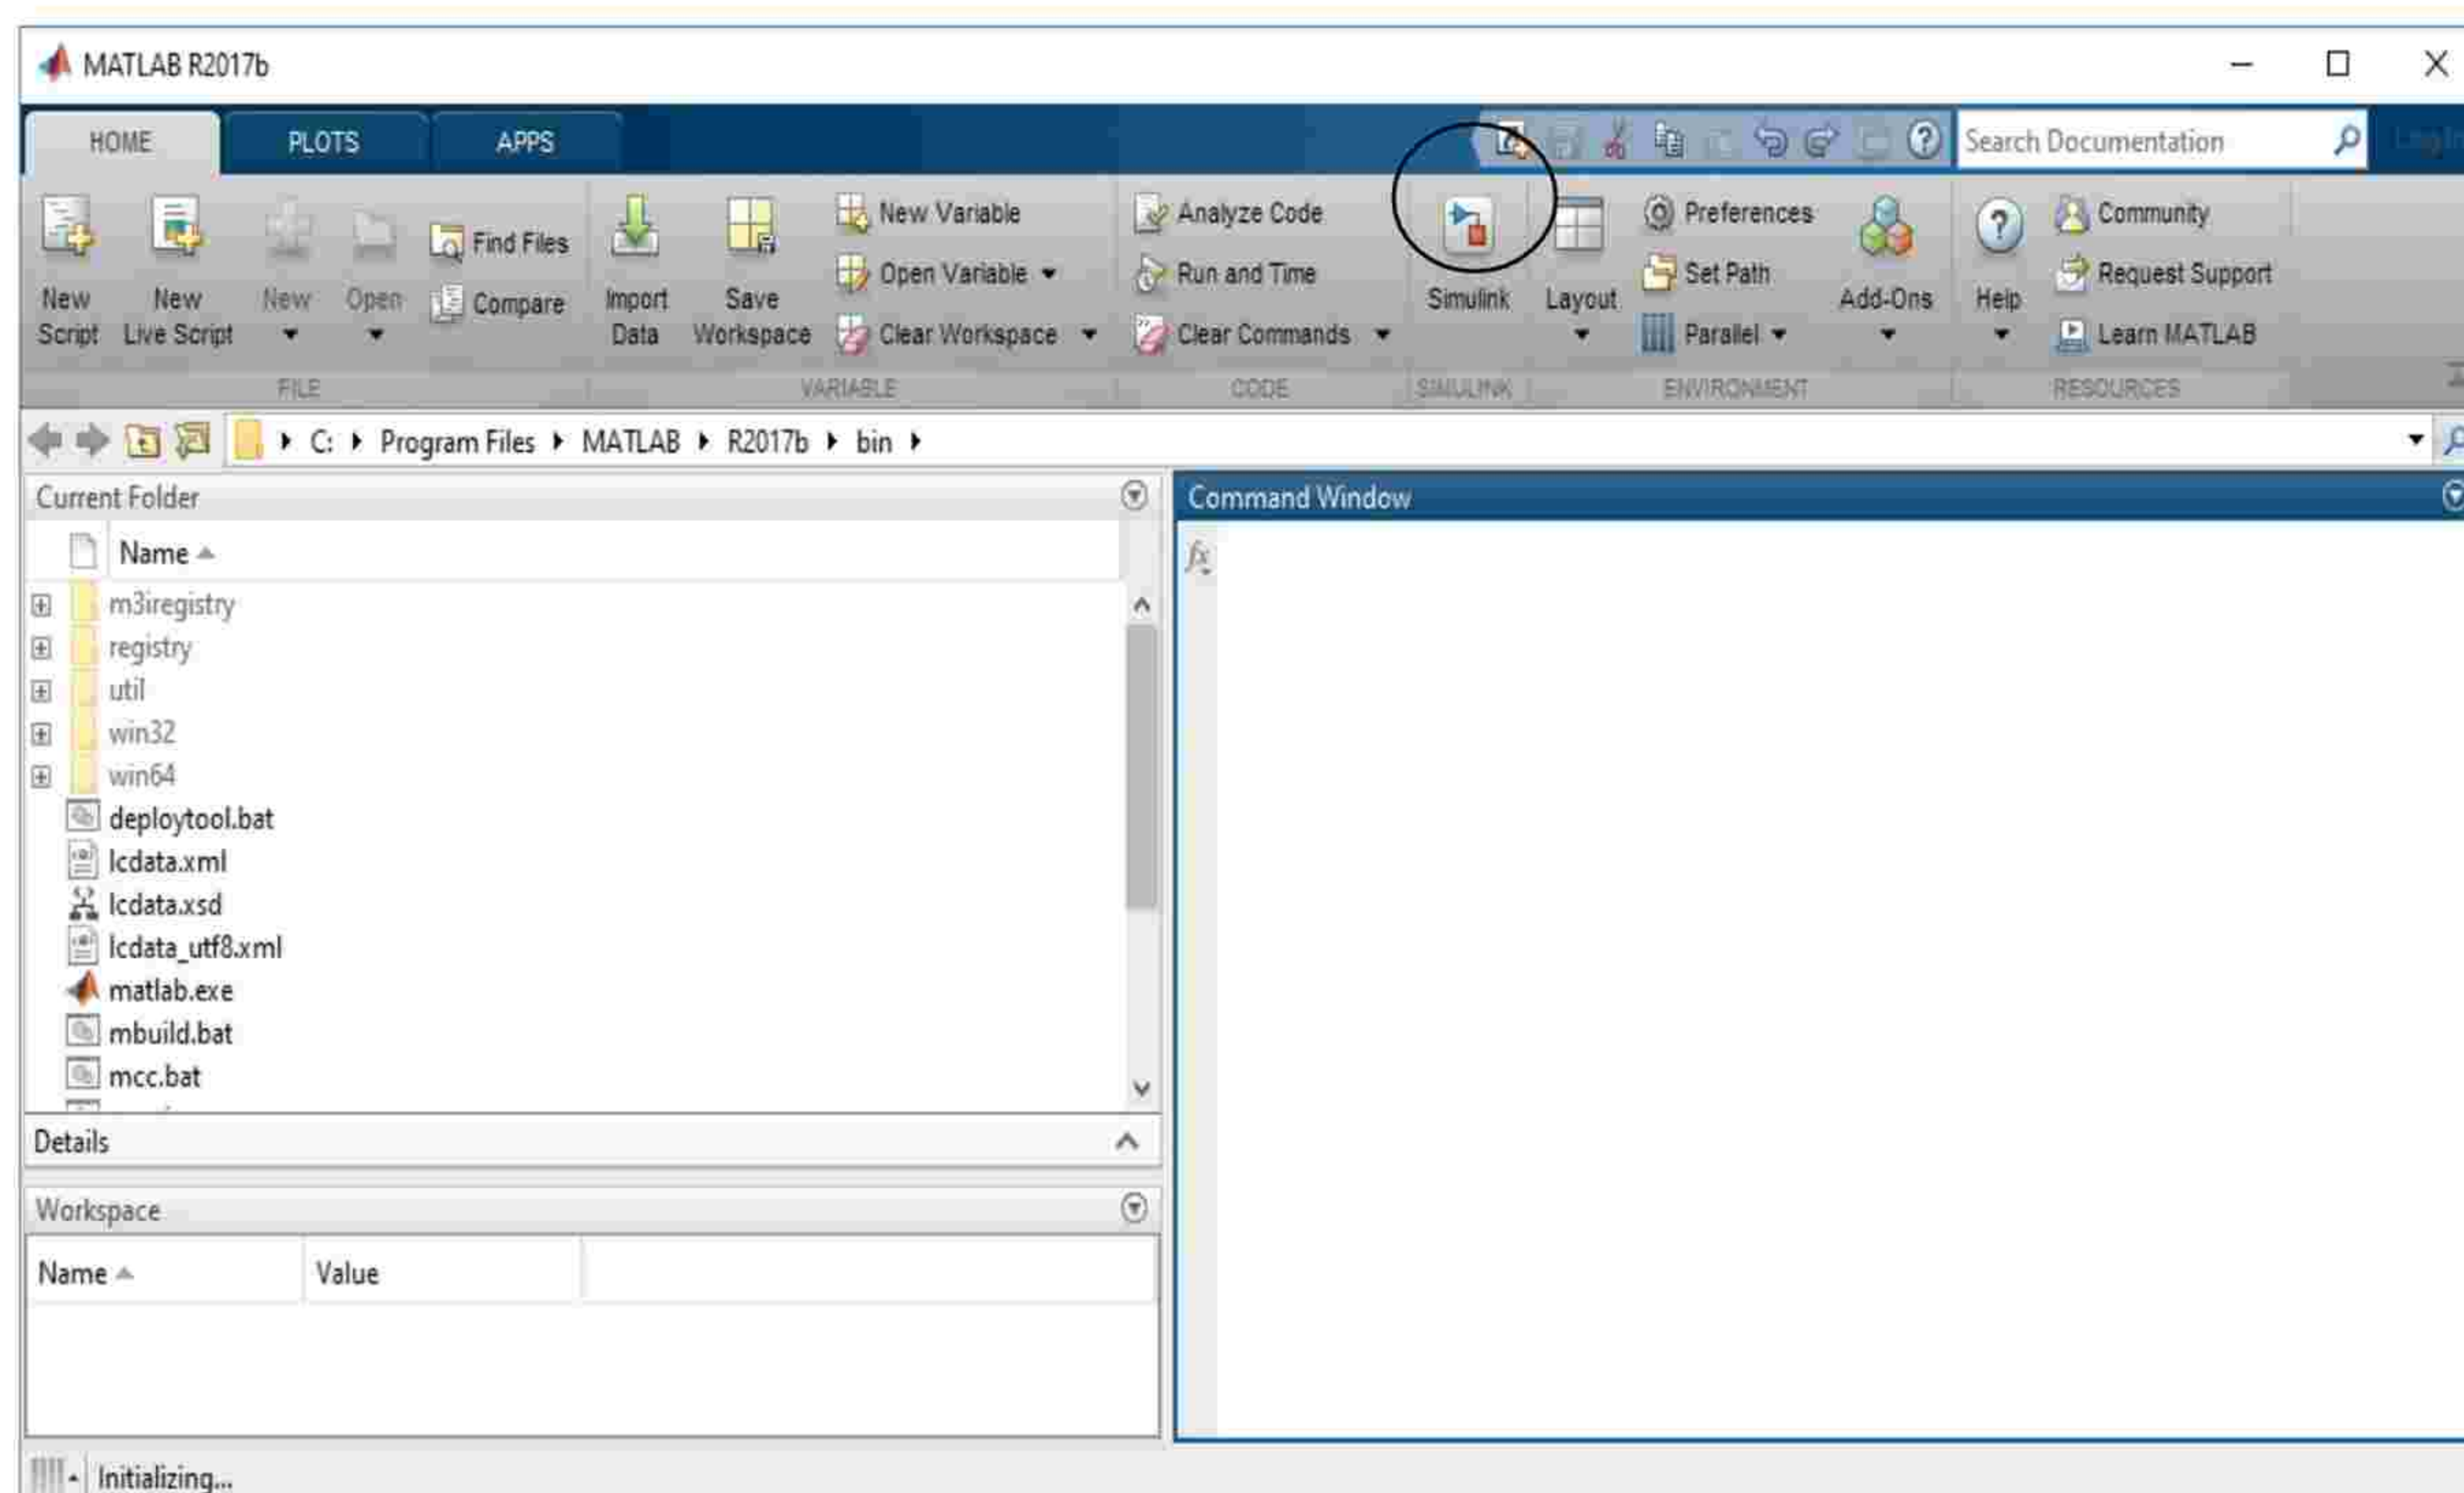 MATLAB R2017b
HOME PLOTS APPS Search Documentation
New Script
New Live Script
New
Open
Find Files
Compare
Import Data
Save Workspace
New Variable
Open Variable
Clear Workspace
Analyze Code
Run and Time
Clear Commands
Simulink
Layout
Preferences
Set Path
Parallel
Add-Ons
Help
Community
Request Support
Learn MATLAB
FILE VARIABLE CODE SIMULINK ENVIRONMENT RESOURCES
C: Program Files MATLAB R2017b bin
Current Folder
Name
m3iregistry
registry
util
win32
win64
deploytool.bat
lcdata.xml
lcdata.xsd
lcdata_utf8.xml
matlab.exe
mbuild.bat
mcc.bat
Details
Workspace
Name Value
Command Window
fx
Initializing...